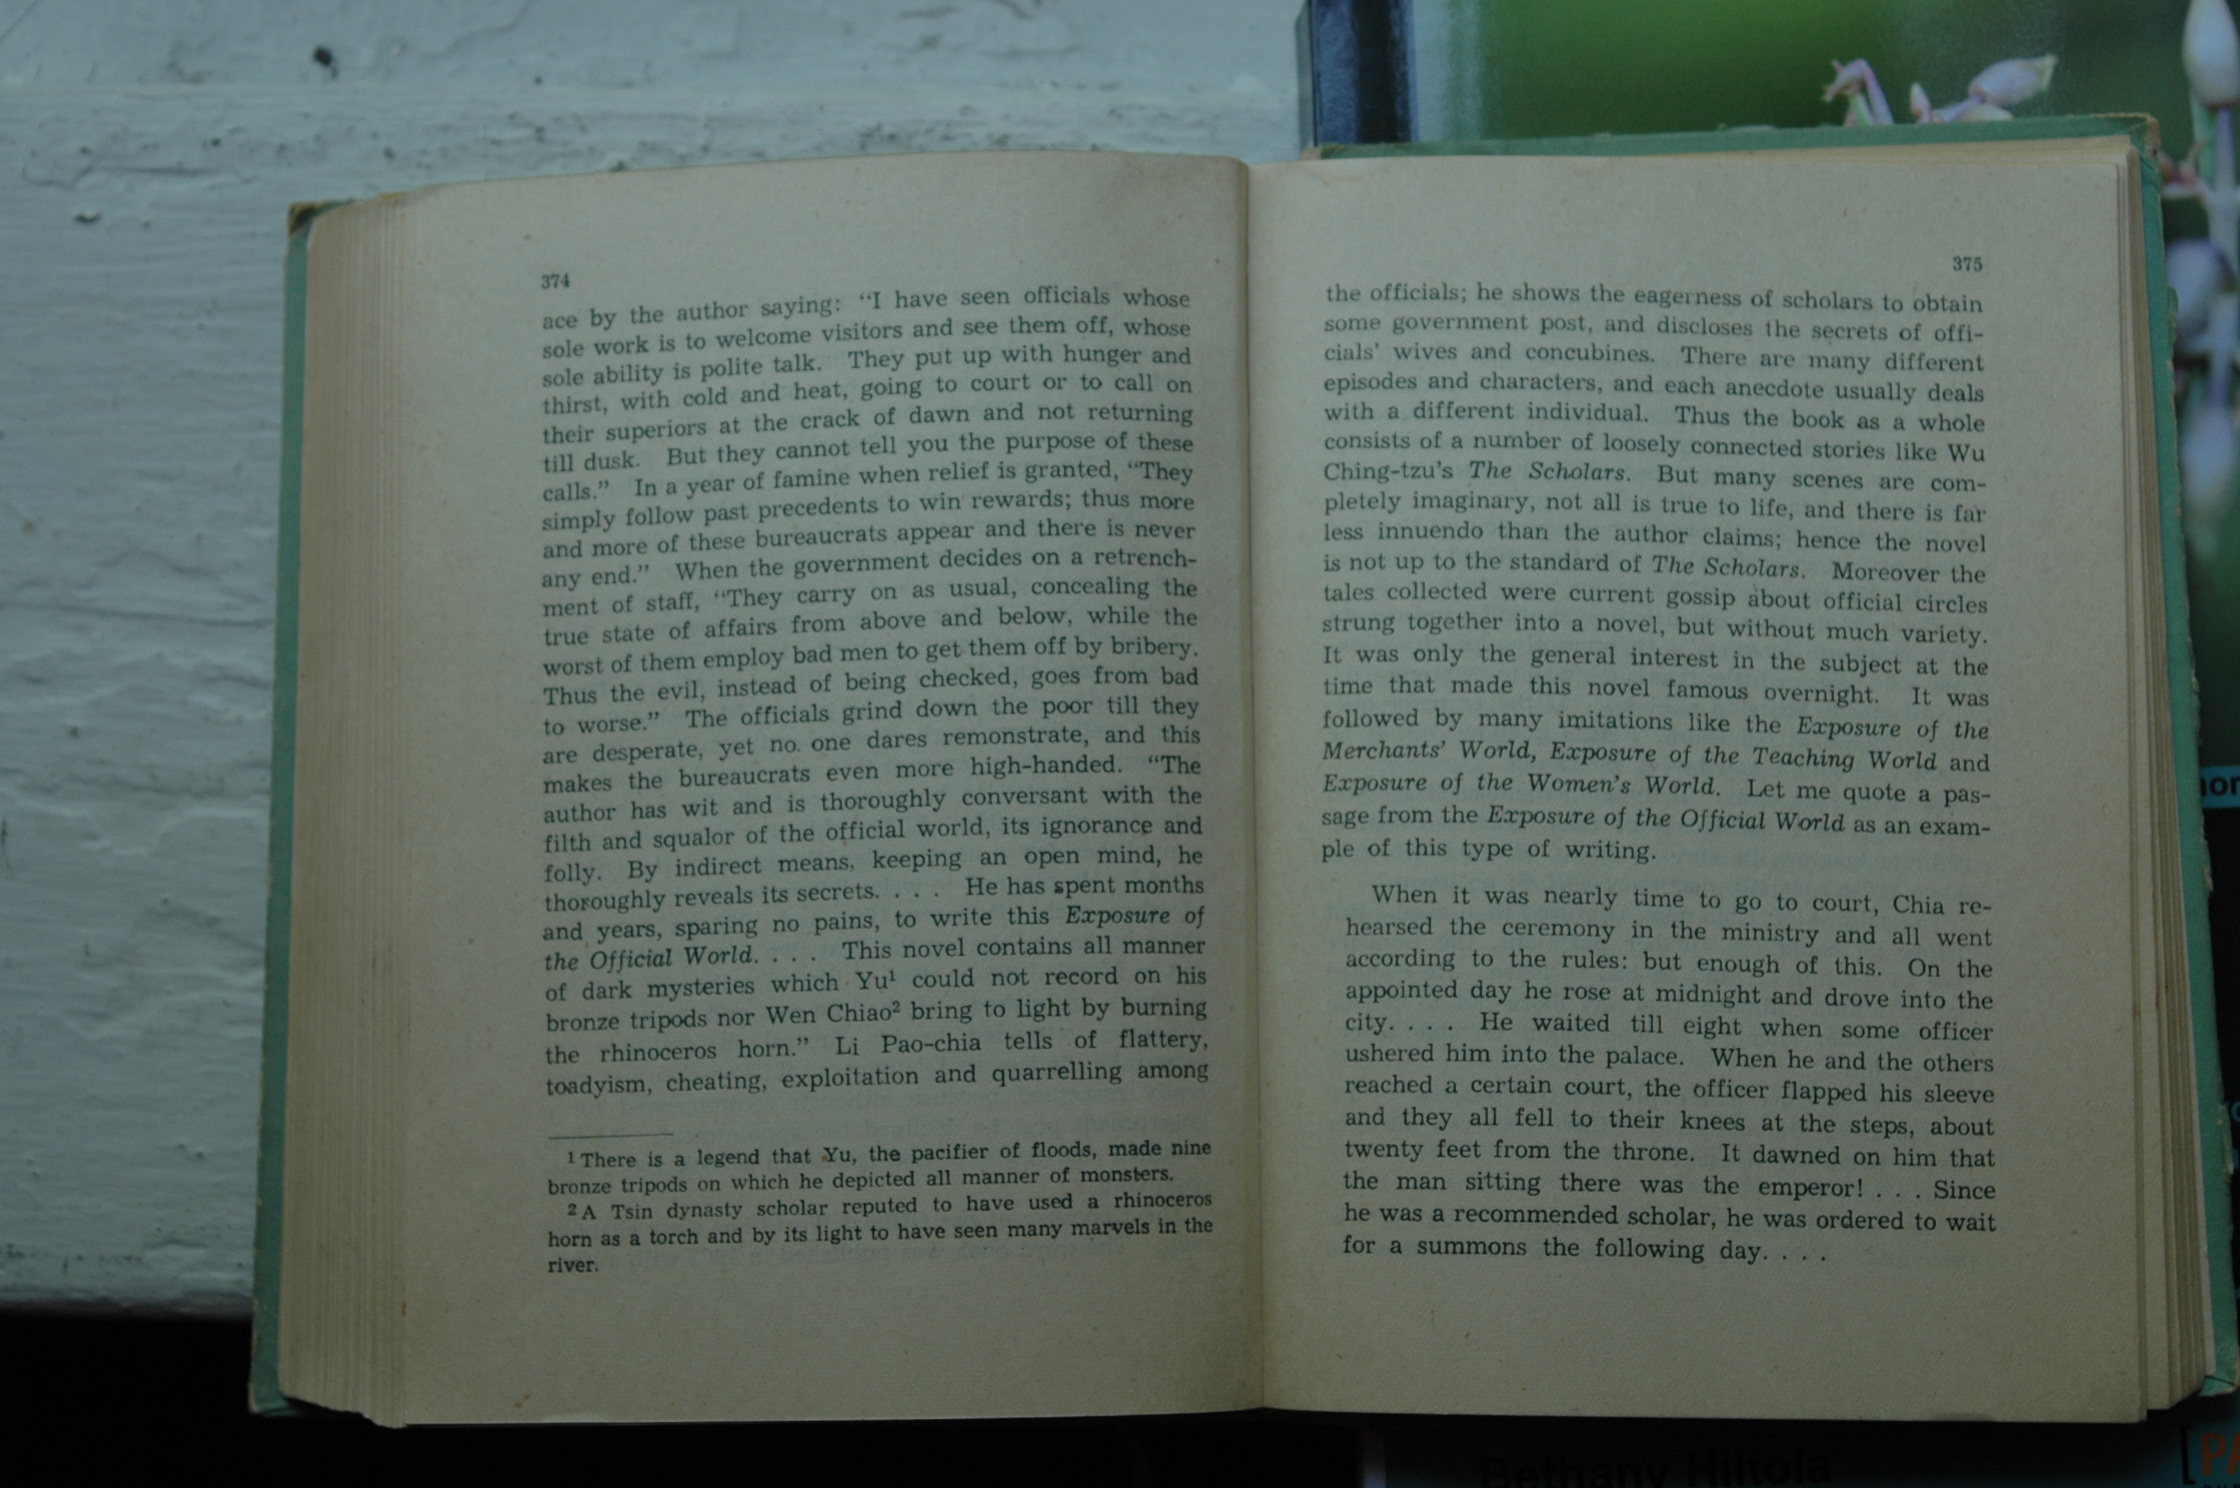 374
ace by the author saying: “I have seen officials whose
sole work is to welcome visitors and see them off, whose
sole ability is polite talk. They put up with hunger and
thirst, with cold and heat, going to court or to call on
their superiors at the crack of dawn and not returning
till dusk. But they cannot tell you the purpose of these
calls.” In a year of famine when relief is granted, “They
simply follow past precedents to win rewards; thus more
and more of these bureaucrats appear and there is never
any end.” When the government decides on a retrench-
ment of staff, “They carry on as usual, concealing the
true state of affairs from above and below, while the
worst of them employ bad men to get them off by bribery.
Thus the evil, instead of being checked, goes from bad
to worse.” The officials grind down the poor till they
are desperate, yet no one dares remonstrate, and this
makes the bureaucrats even more high-handed. “The
author has wit and is thoroughly conversant with the
filth and squalor of the official world, its ignorance and
folly. By indirect means, keeping an open mind, he
thoroughly reveals its secrets. . . . He has spent months
and years, sparing no pains, to write this Exposure of
the Official World. . . . This novel contains all manner
of dark mysteries which Yu¹ could not record on his
bronze tripods nor Wen Chiao² bring to light by burning
the rhinoceros horn.” Li Pao-chia tells of flattery,
toadyism, cheating, exploitation and quarrelling among
¹ There is a legend that Yu, the pacifier of floods, made nine
bronze tripods on which he depicted all manner of monsters.
² A Tsin dynasty scholar reputed to have used a rhinoceros
horn as a torch and by its light to have seen many marvels in the
river.
375
the officials; he shows the eagerness of scholars to obtain
some government post, and discloses the secrets of offi-
cials’ wives and concubines. There are many different
episodes and characters, and each anecdote usually deals
with a different individual. Thus the book as a whole
consists of a number of loosely connected stories like Wu
Ching-tzu’s The Scholars. But many scenes are com-
pletely imaginary, not all is true to life, and there is far
less innuendo than the author claims; hence the novel
is not up to the standard of The Scholars. Moreover the
tales collected were current gossip about official circles
strung together into a novel, but without much variety.
It was only the general interest in the subject at the
time that made this novel famous overnight. It was
followed by many imitations like the Exposure of the
Merchants’ World, Exposure of the Teaching World and
Exposure of the Women’s World. Let me quote a pas-
sage from the Exposure of the Official World as an exam-
ple of this type of writing.
When it was nearly time to go to court, Chia re-
hearsed the ceremony in the ministry and all went
according to the rules: but enough of this. On the
appointed day he rose at midnight and drove into the
city. . . . He waited till eight when some officer
ushered him into the palace. When he and the others
reached a certain court, the officer flapped his sleeve
and they all fell to their knees at the steps, about
twenty feet from the throne. It dawned on him that
the man sitting there was the emperor! . . . Since
he was a recommended scholar, he was ordered to wait
for a summons the following day. . . .
Bethany Hiitola